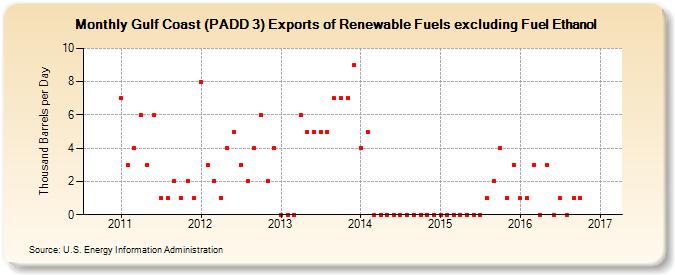 Monthly Gulf Coast (PADD 3) Exports of Renewable Fuels excluding Fuel Ethanol
Thousand Barrels per Day
10
8
6
4
2
0
2011 2012 2013 2014 2015 2016 2017
Source: U.S. Energy Information Administration